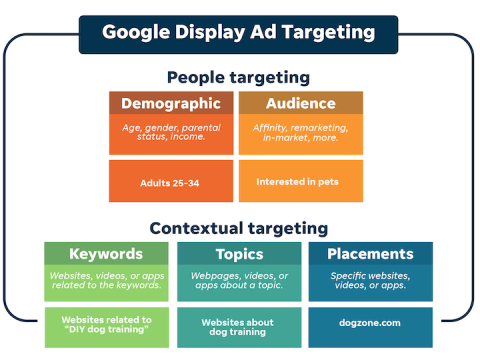 Google Display Ad Targeting
People targeting
Demographic
Age, gender, parental
status, income.
Adults 25-34
Audience
Affinity, remarketing,
in-market, more.
Interested in pets
Contextual targeting
Keywords
Websites, videos, or apps
related to the keywords.
Websites related to
"DIY dog training"
Topics
Webpages, videos, or
apps about a topic.
Websites about
dog training
Placements
Specific websites,
videos, or apps.
dogzone.com